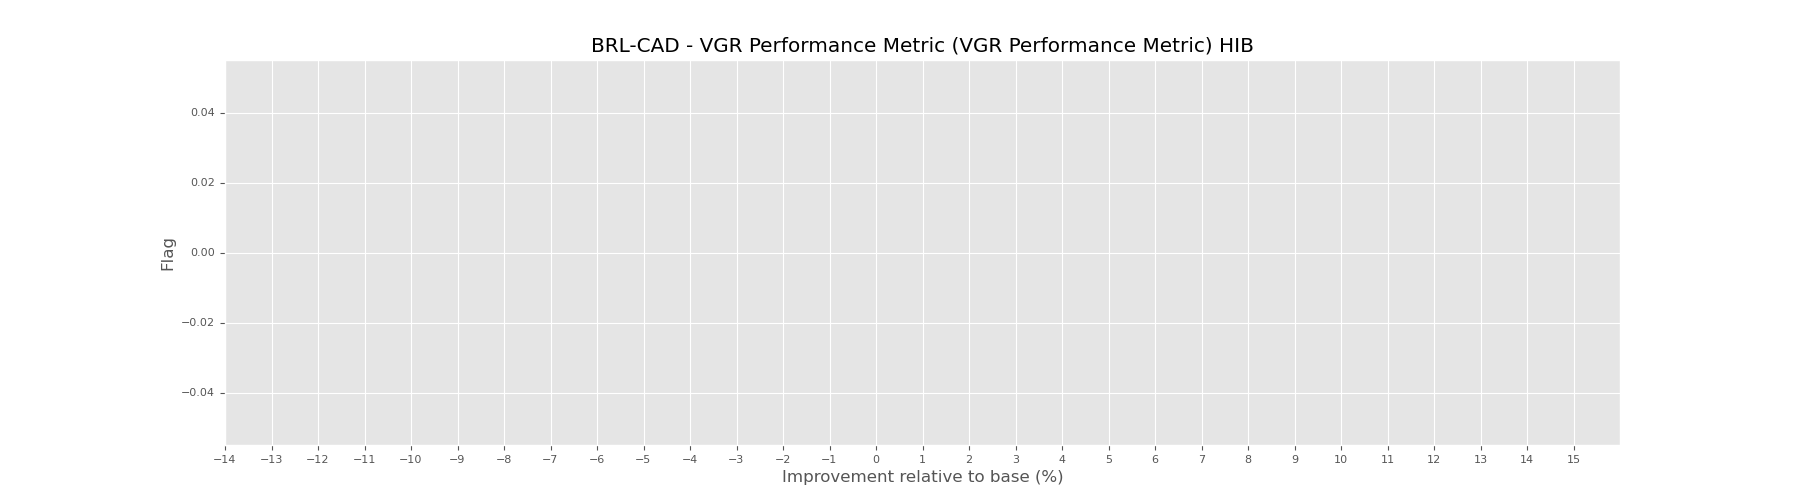 BRL-CAD - VGR Performance Metric (VGR Performance Metric) HIB
0.04
0.02
0.00
−0.02
−0.04
Flag
−14 −13 −12 −11 −10 −9 −8 −7 −6 −5 −4 −3 −2 −1 0 1 2 3 4 5 6 7 8 9 10 11 12 13 14 15
Improvement relative to base (%)